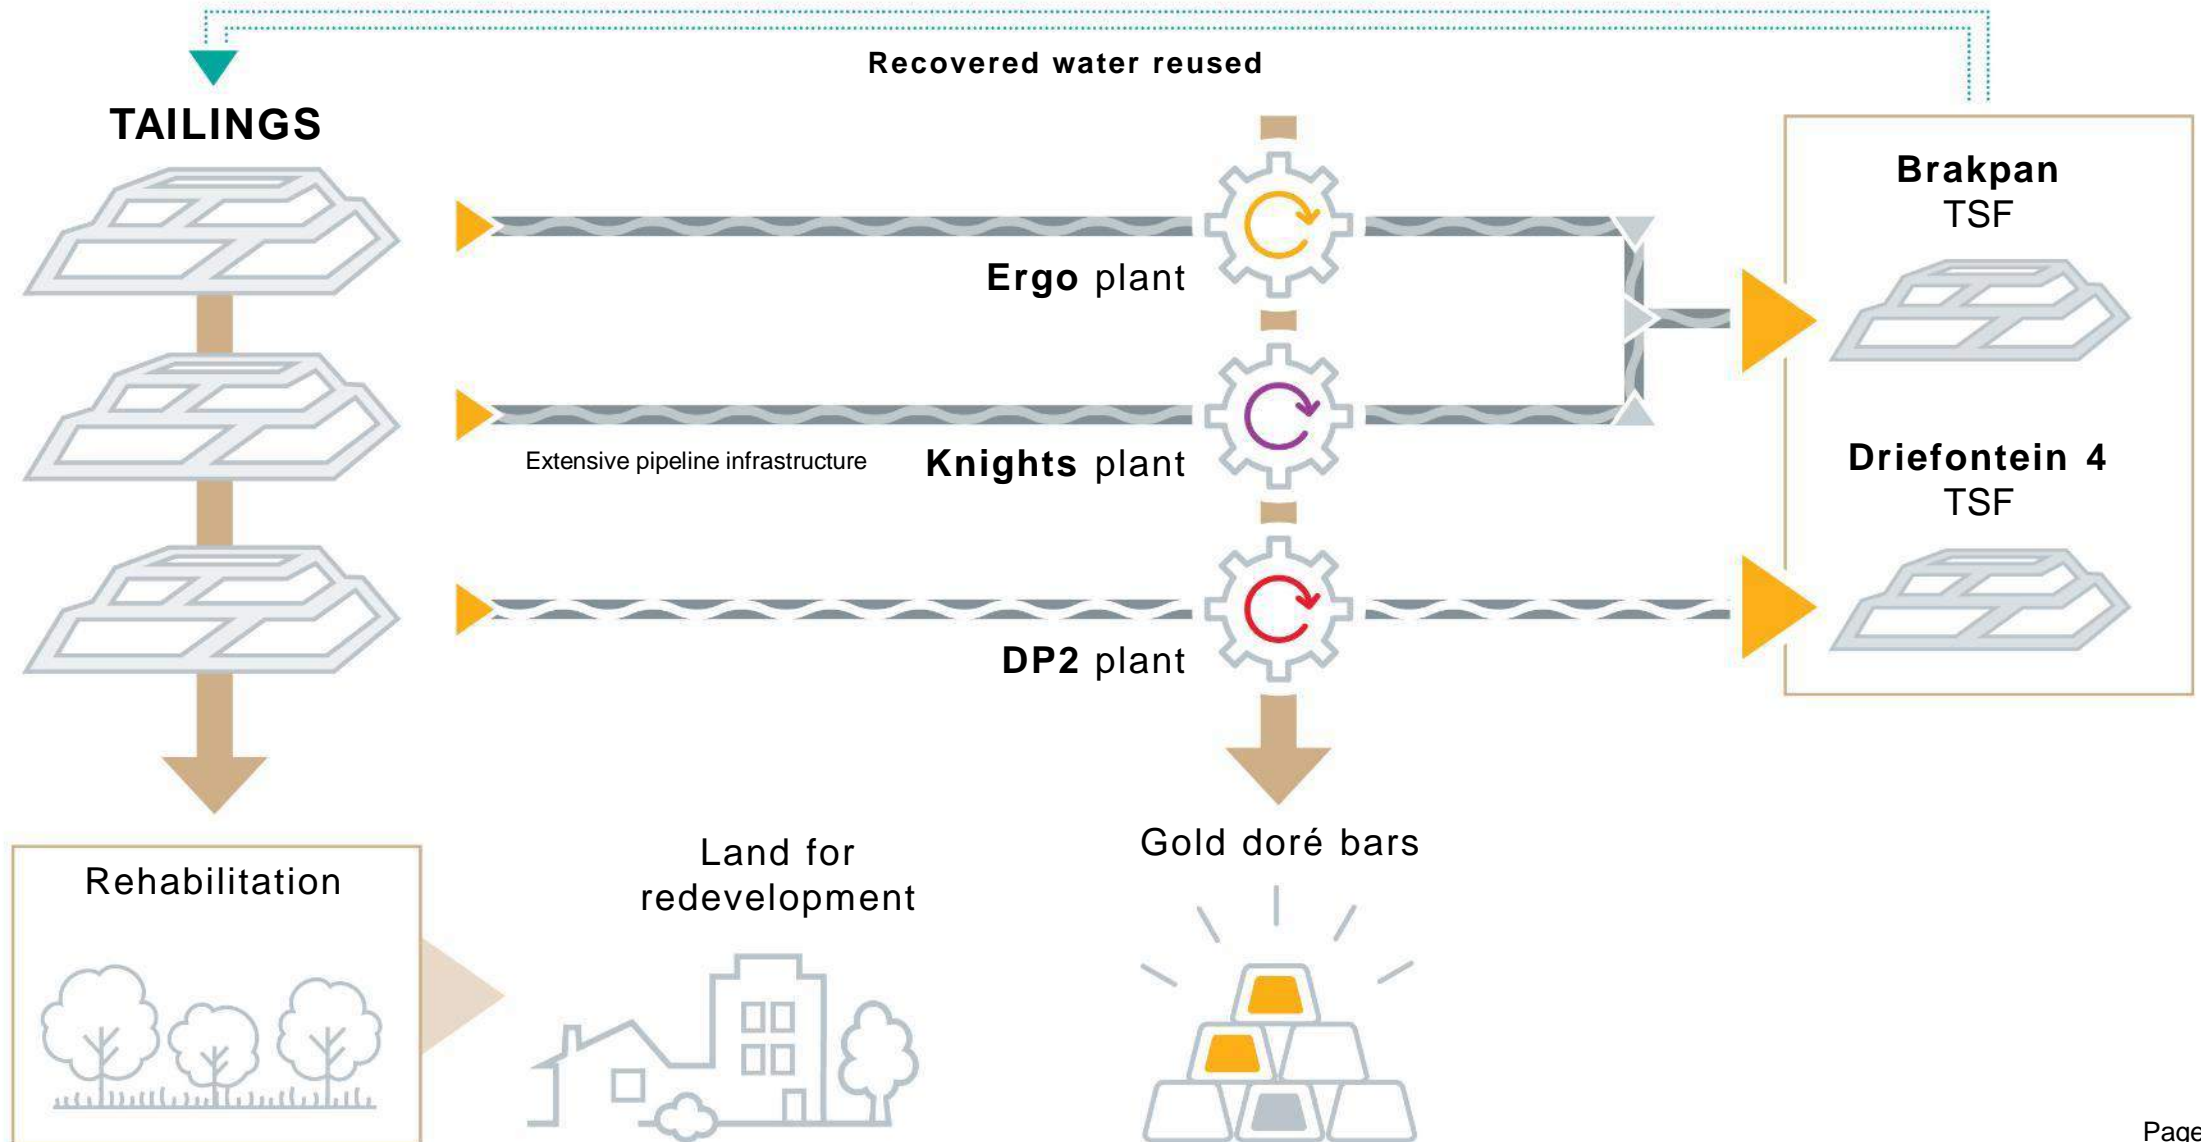 Recovered water reused
TAILINGS
Brakpan
TSF
Ergo plant
Extensive pipeline infrastructure
Knights plant
Driefontein 4
TSF
DP2 plant
Gold doré bars
Land for
redevelopment
Rehabilitation
Page